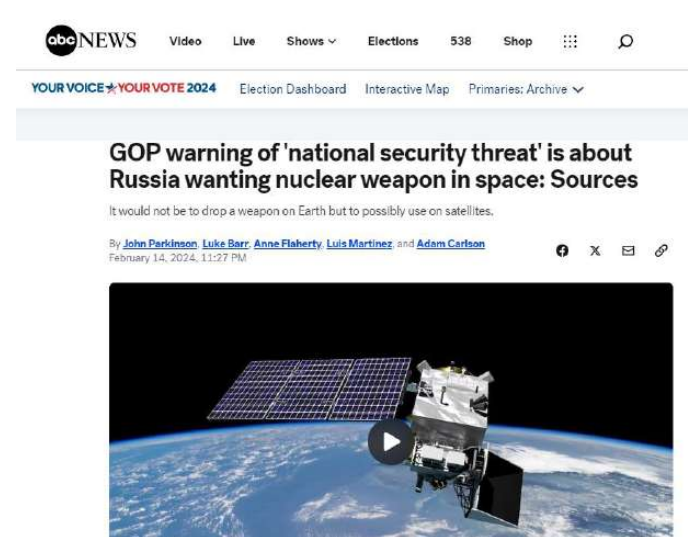 abc NEWS Video Live Shows Elections 538 Shop
YOUR VOICE YOUR VOTE 2024 Election Dashboard Interactive Map Primaries: Archive
GOP warning of 'national security threat' is about
Russia wanting nuclear weapon in space: Sources
It would not be to drop a weapon on Earth but to possibly use on satellites.
By John Parkinson, Luke Barr, Anne Flaherty, Luis Martinez, and Adam Carlson
February 14, 2024, 11:27 PM